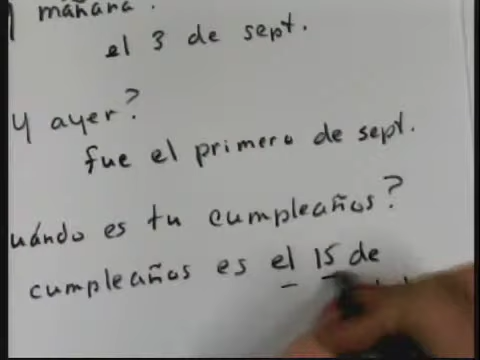 mañana.
el 3 de sept.
Y ayer?
fue el primero de sept.
uándo es tu cumpleaños?
cumpleaños es el 15 de